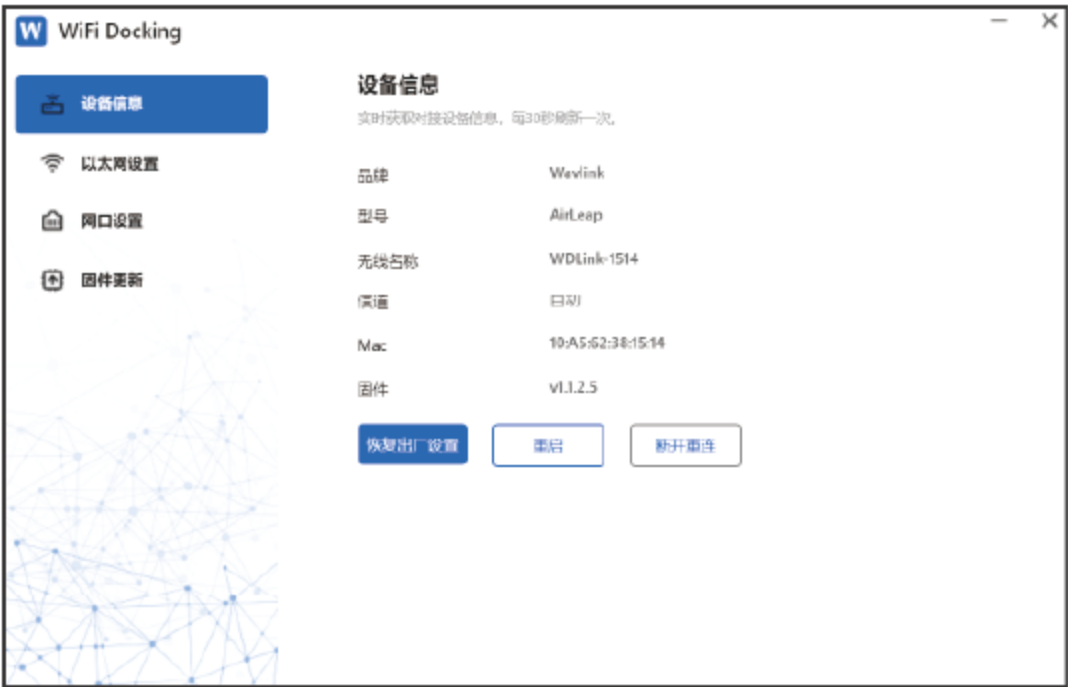 W WiFi Docking
设备信息
以太网设置
网口设置
固件更新
设备信息
实时获取对接设备信息，每30秒刷新一次。
品牌 Wavlink
型号 AirLeap
无线名称 WDLink-1514
信道 自动
Mac 10:A5:62:38:15:14
固件 v1.1.2.5
恢复出厂设置 重启 断开重连